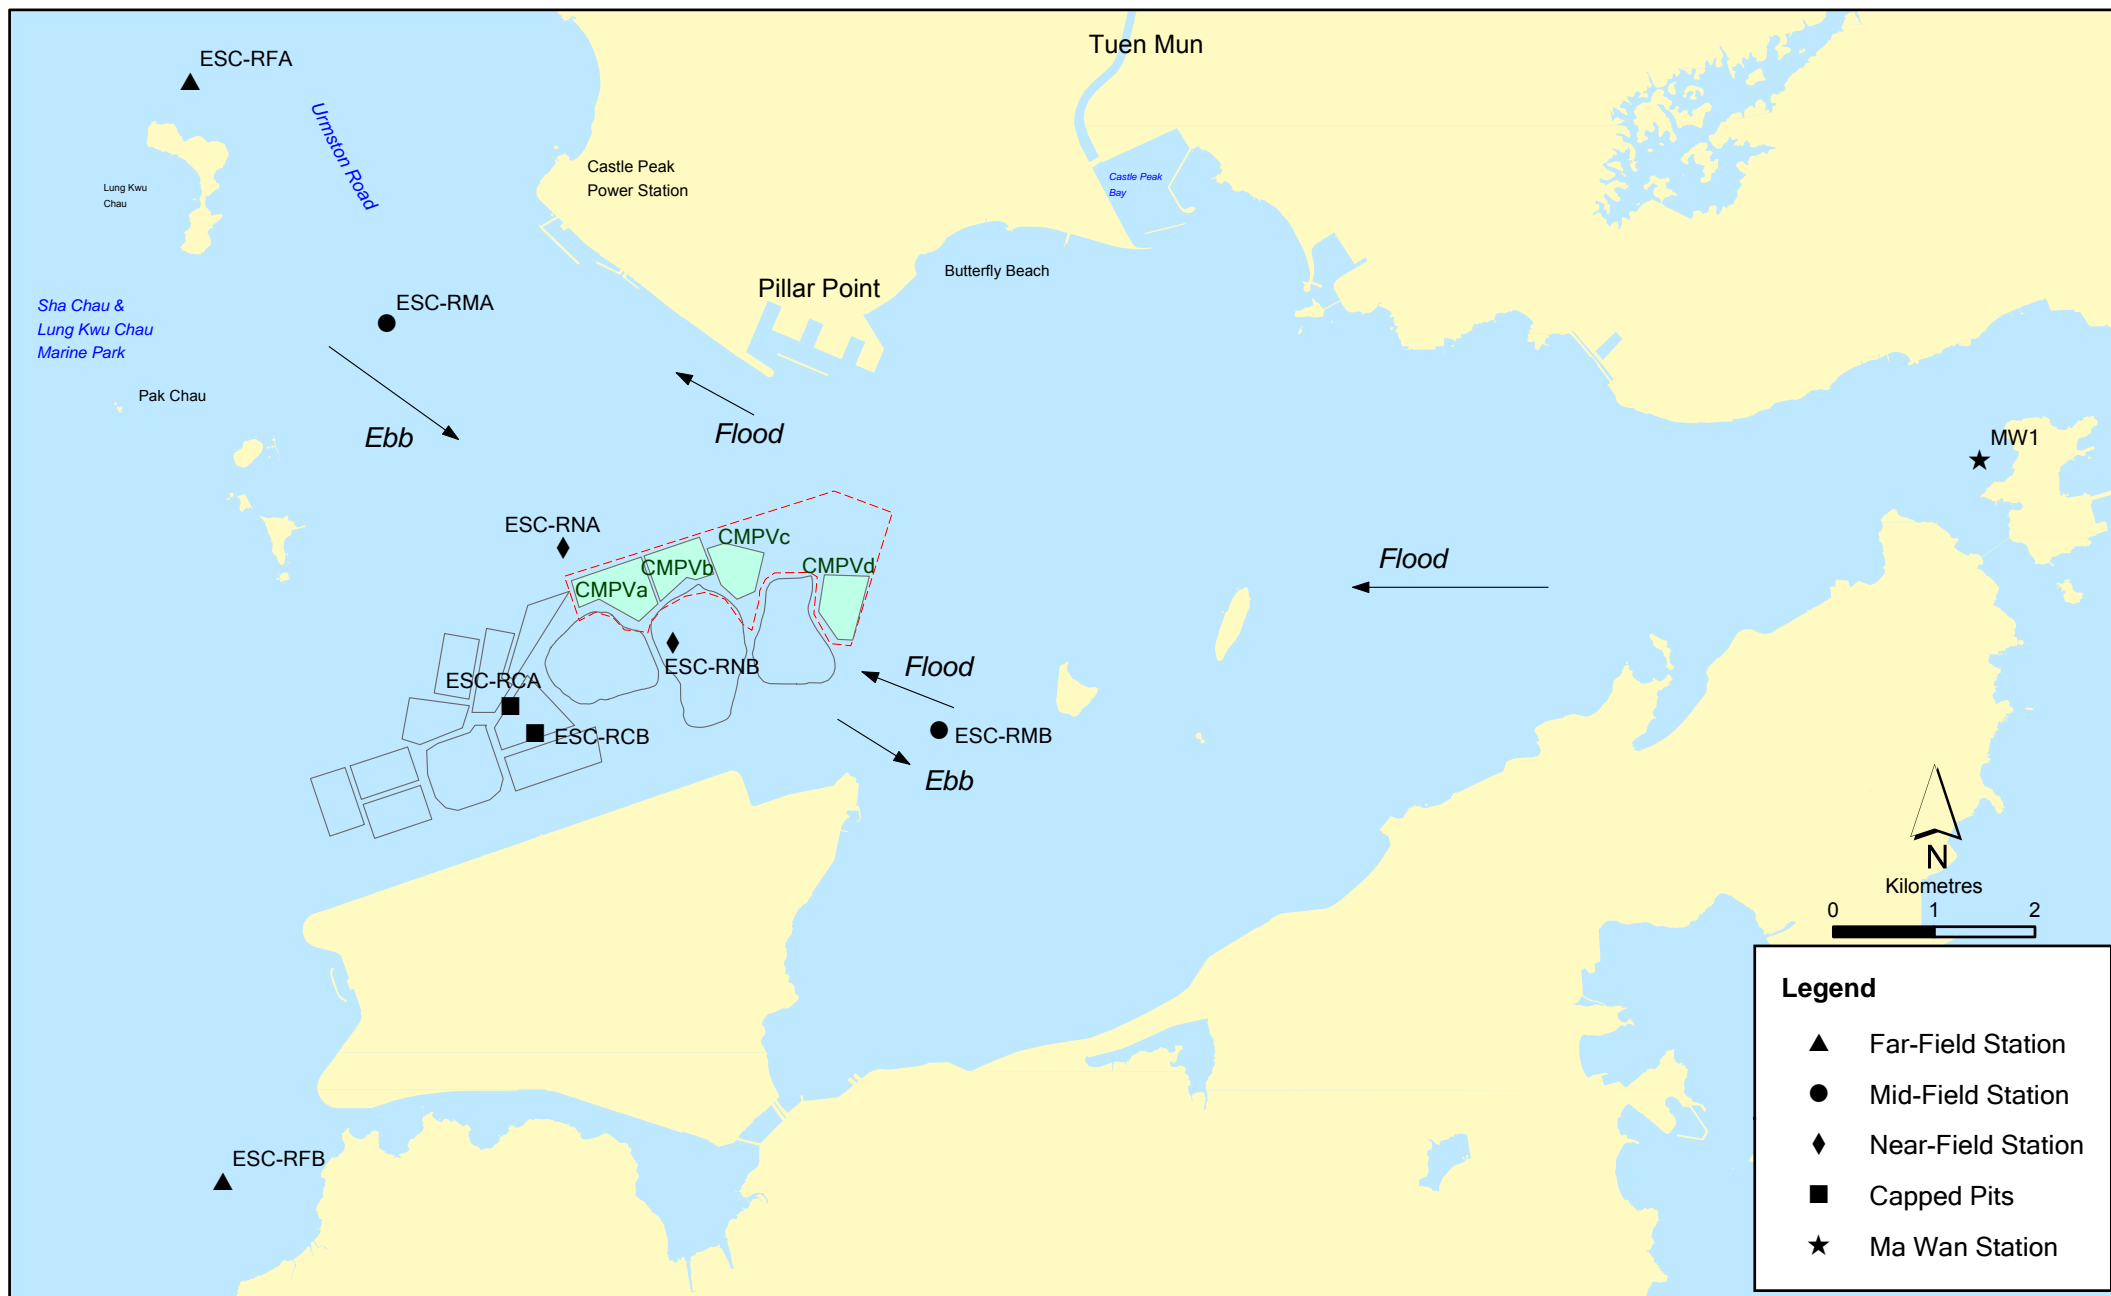 Tuen Mun
ESC-RFA
Urmston Road
Castle Peak
Power Station
Castle Peak
Bay
Lung Kwu
Chau
Butterfly Beach
Pillar Point
ESC-RMA
Sha Chau &
Lung Kwu Chau
Marine Park
Pak Chau
Ebb
Flood
MW1
ESC-RNA
CMPVc
CMPVb
CMPVd
CMPVa
Flood
ESC-RNB
Flood
ESC-RCA
ESC-RCB
ESC-RMB
Ebb
N
Kilometres
0 1 2
ESC-RFB
Legend
Far-Field Station
Mid-Field Station
Near-Field Station
Capped Pits
Ma Wan Station